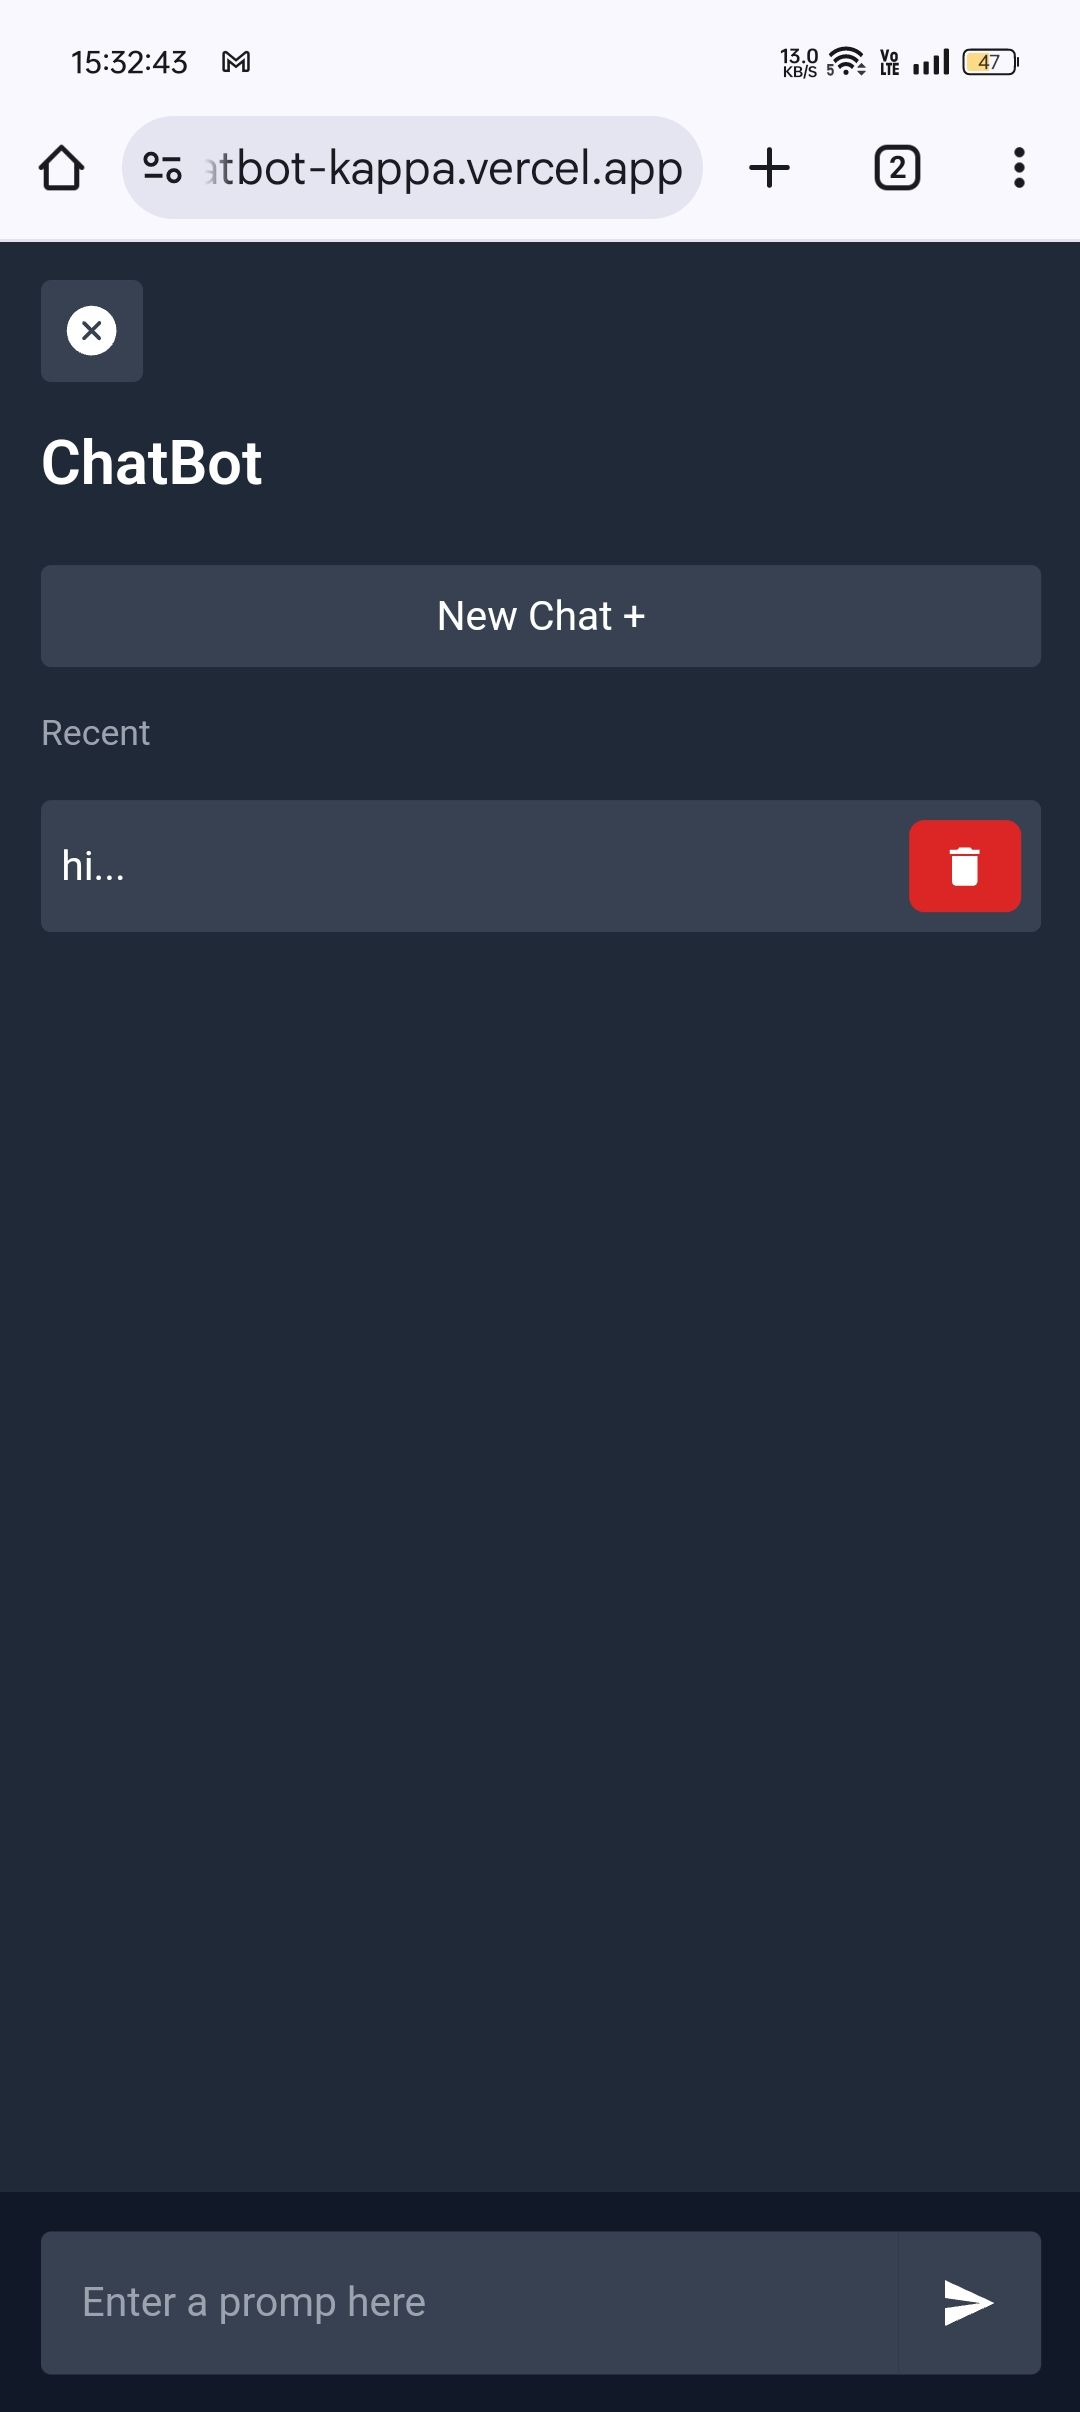 15:32:43 13.0 KB/S 5 Vo LTE 47
atbot-kappa.vercel.app 2
ChatBot
New Chat +
Recent
hi...
Enter a promp here